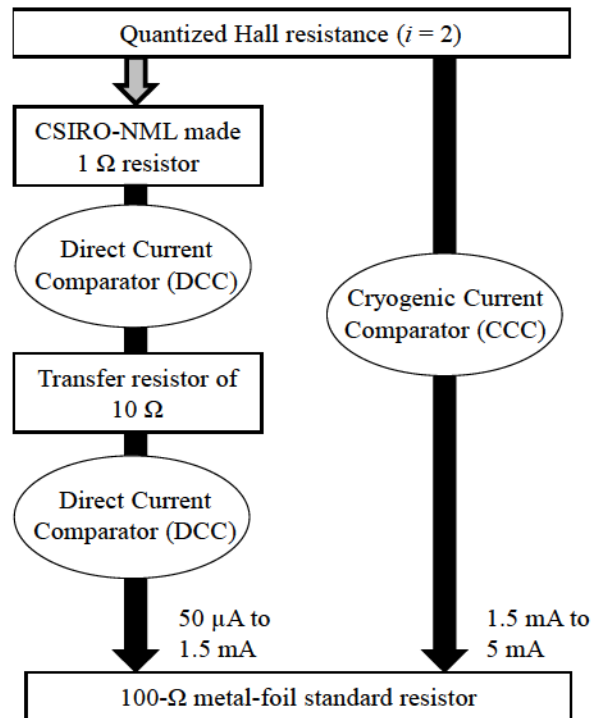 Quantized Hall resistance (i = 2)
CSIRO-NML made
1 Ω resistor
Direct Current
Comparator (DCC)
Cryogenic Current
Comparator (CCC)
Transfer resistor of
10 Ω
Direct Current
Comparator (DCC)
50 µA to
1.5 mA
1.5 mA to
5 mA
100-Ω metal-foil standard resistor